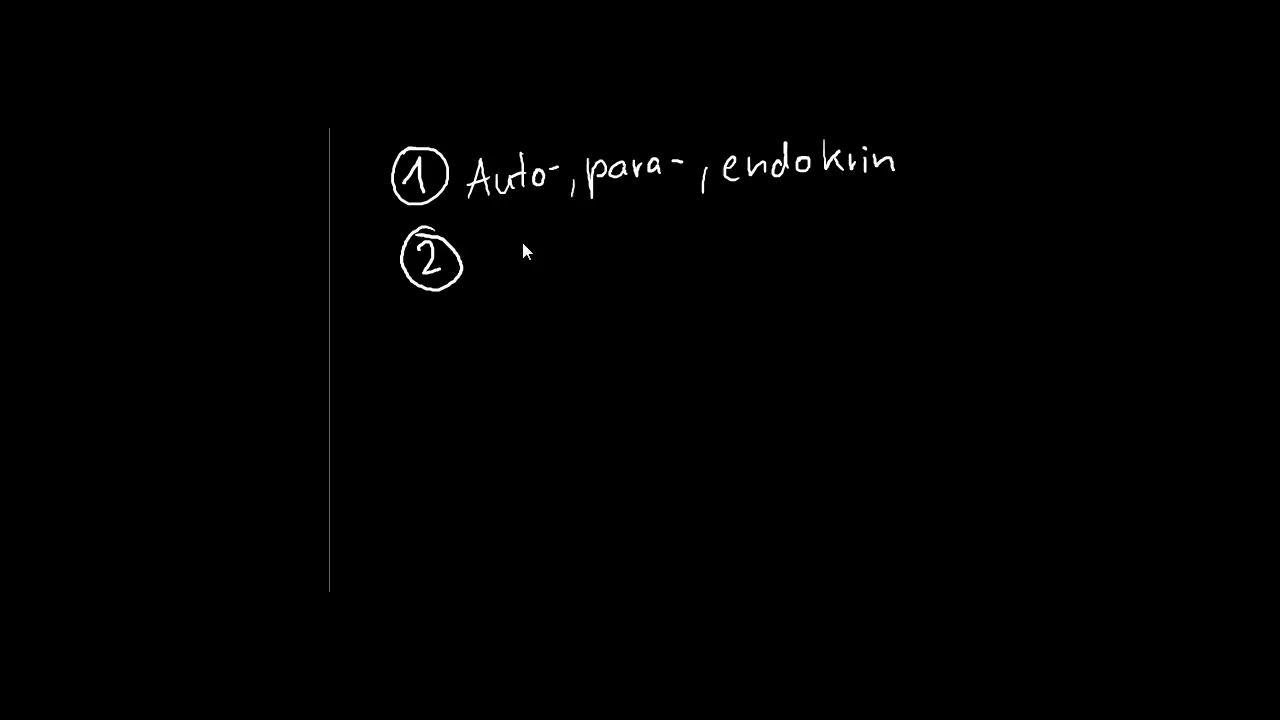 ① Auto-, para-, endokrin
②